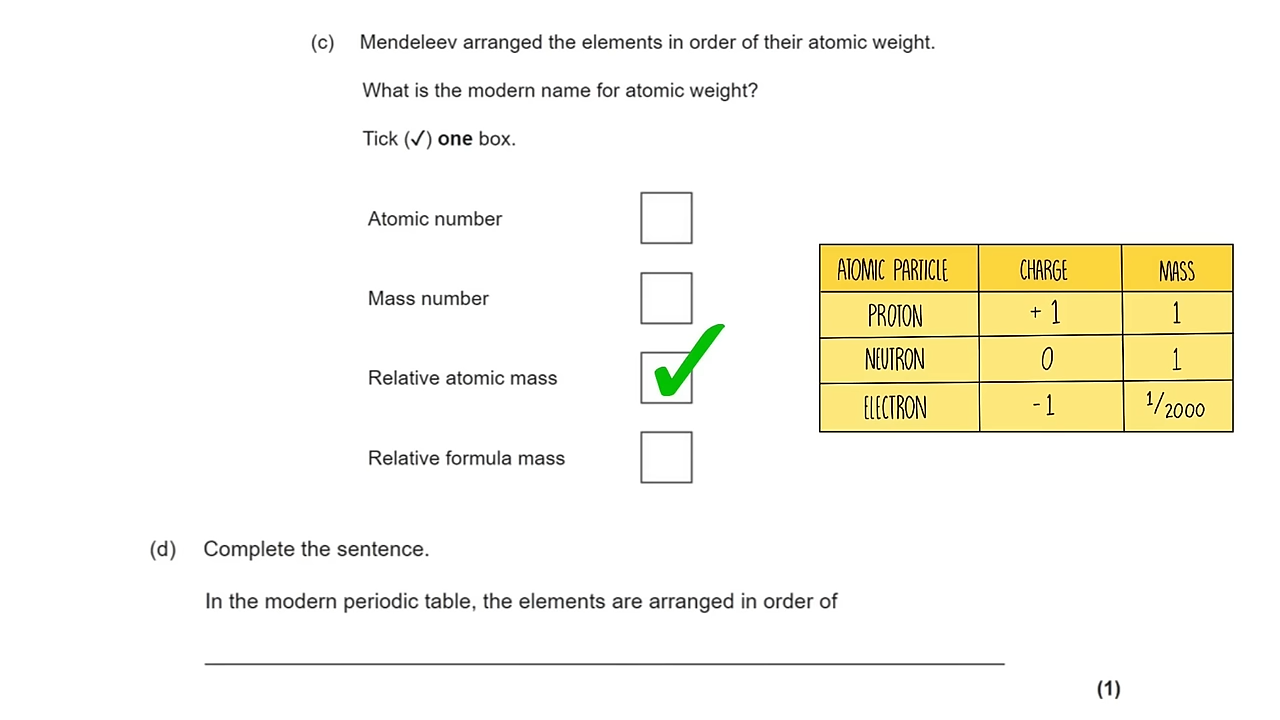 (c) Mendeleev arranged the elements in order of their atomic weight.
What is the modern name for atomic weight?
Tick (✓) one box.
Atomic number
Mass number
Relative atomic mass
Relative formula mass
ATOMIC PARTICLE CHARGE MASS
PROTON +1 1
NEUTRON 0 1
ELECTRON -1 1/2000
(d) Complete the sentence.
In the modern periodic table, the elements are arranged in order of
(1)